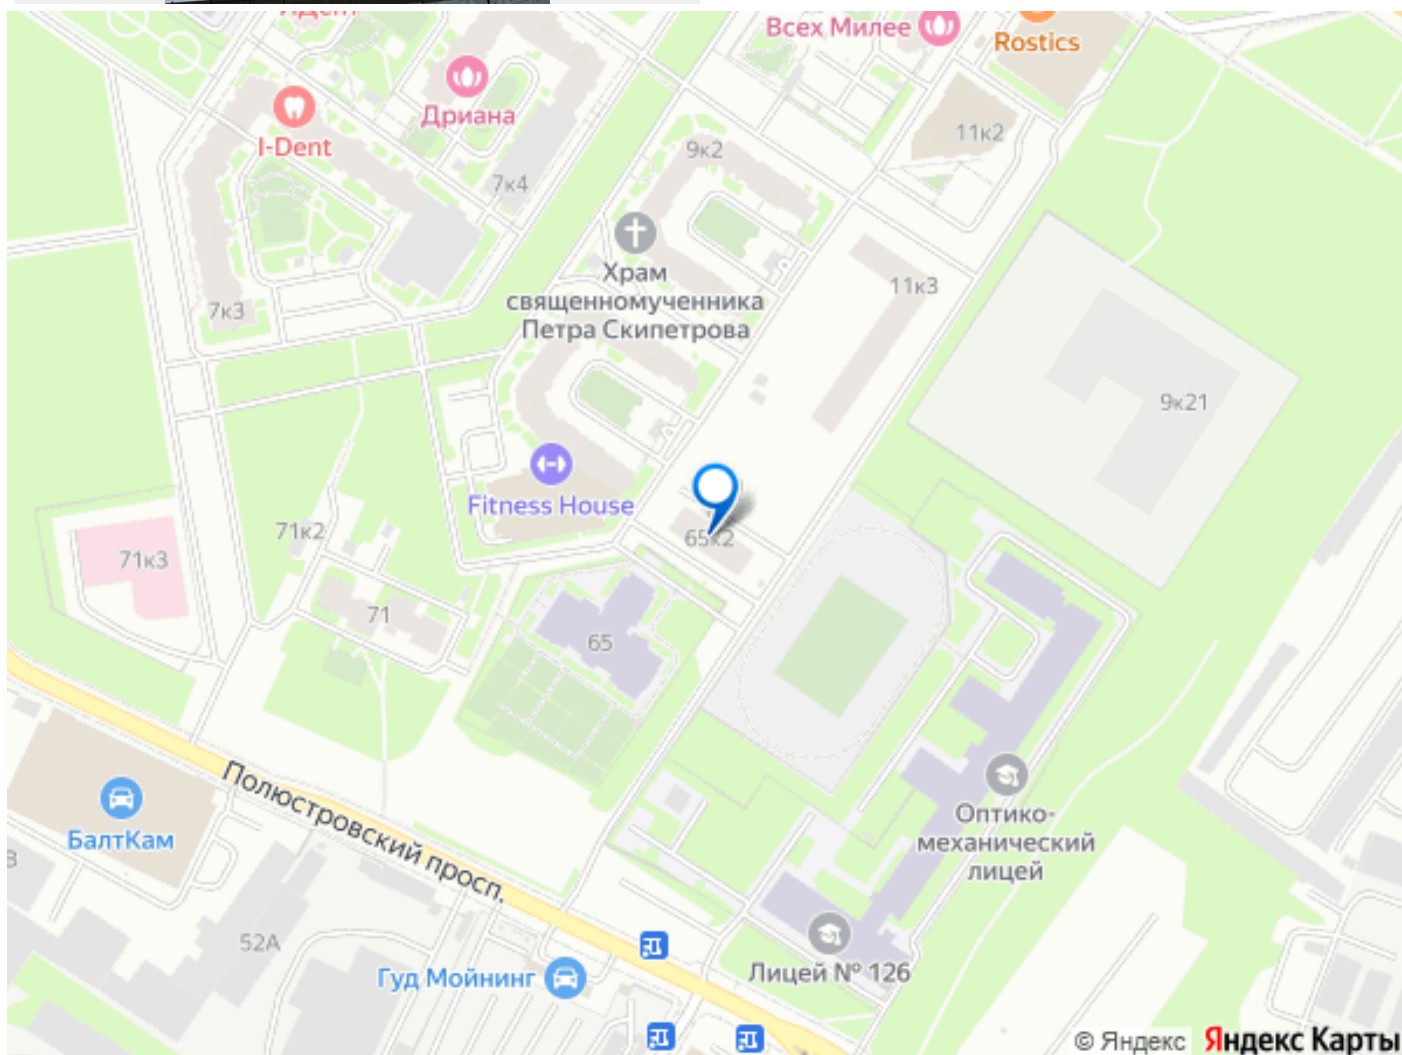 Всех Милее
Rostics
Дриана
I-Dent
11к2
9к2
7к4
Храм
священномученника
Петра Скипетрова
11к3
7к3
9к21
Fitness House
71к2
65к2
71к3
71
65
Полюстровский просп.
БалтКам
Оптико-
механический
лицей
52А
Гуд Мойнинг
Лицей № 126
© Яндекс Яндекс Карты